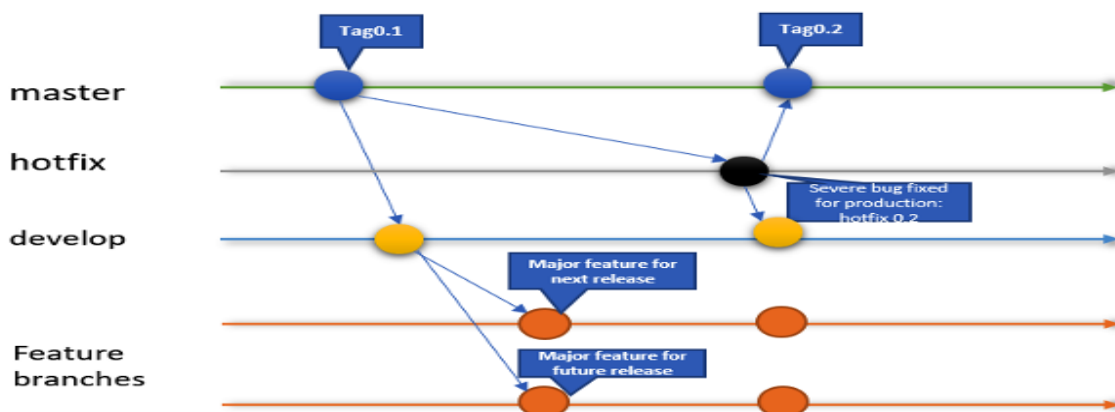 Tag0.1
Tag0.2
master
hotfix
Severe bug fixed
for production:
hotfix 0.2
develop
Major feature for
next release
Feature
branches
Major feature for
future release